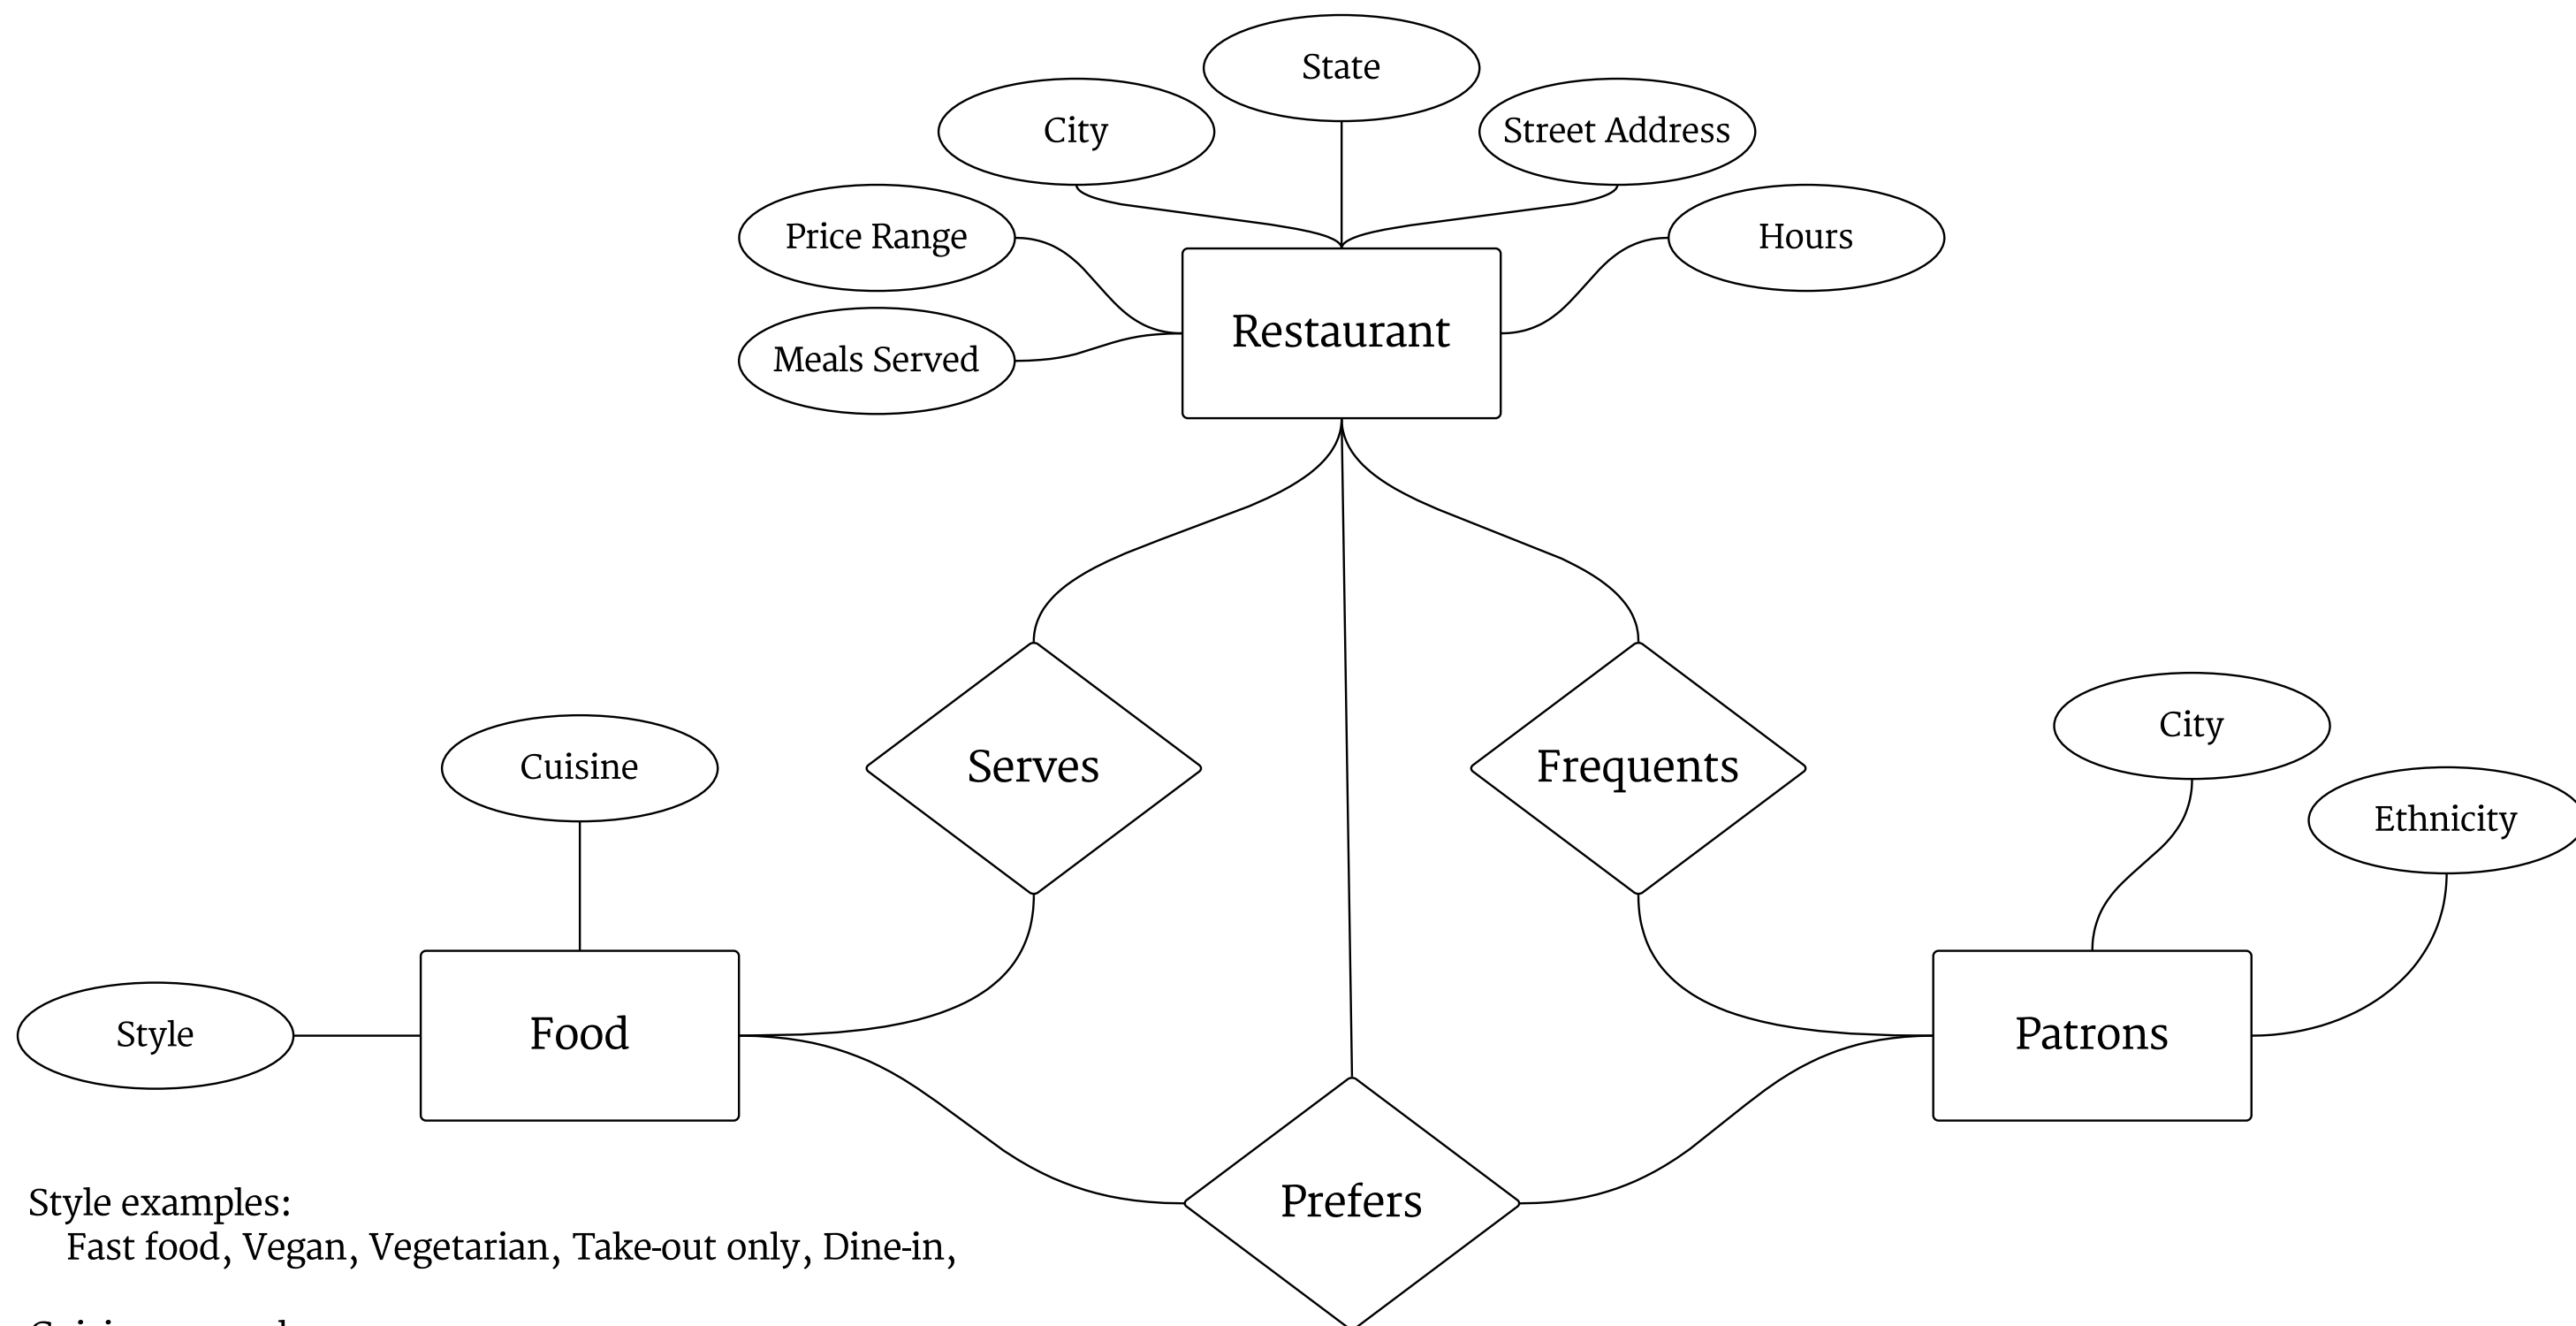 State
City
Street Address
Price Range
Hours
Restaurant
Meals Served
City
Cuisine
Serves
Frequents
Ethnicity
Style
Food
Patrons
Prefers
Style examples:
Fast food, Vegan, Vegetarian, Take-out only, Dine-in,